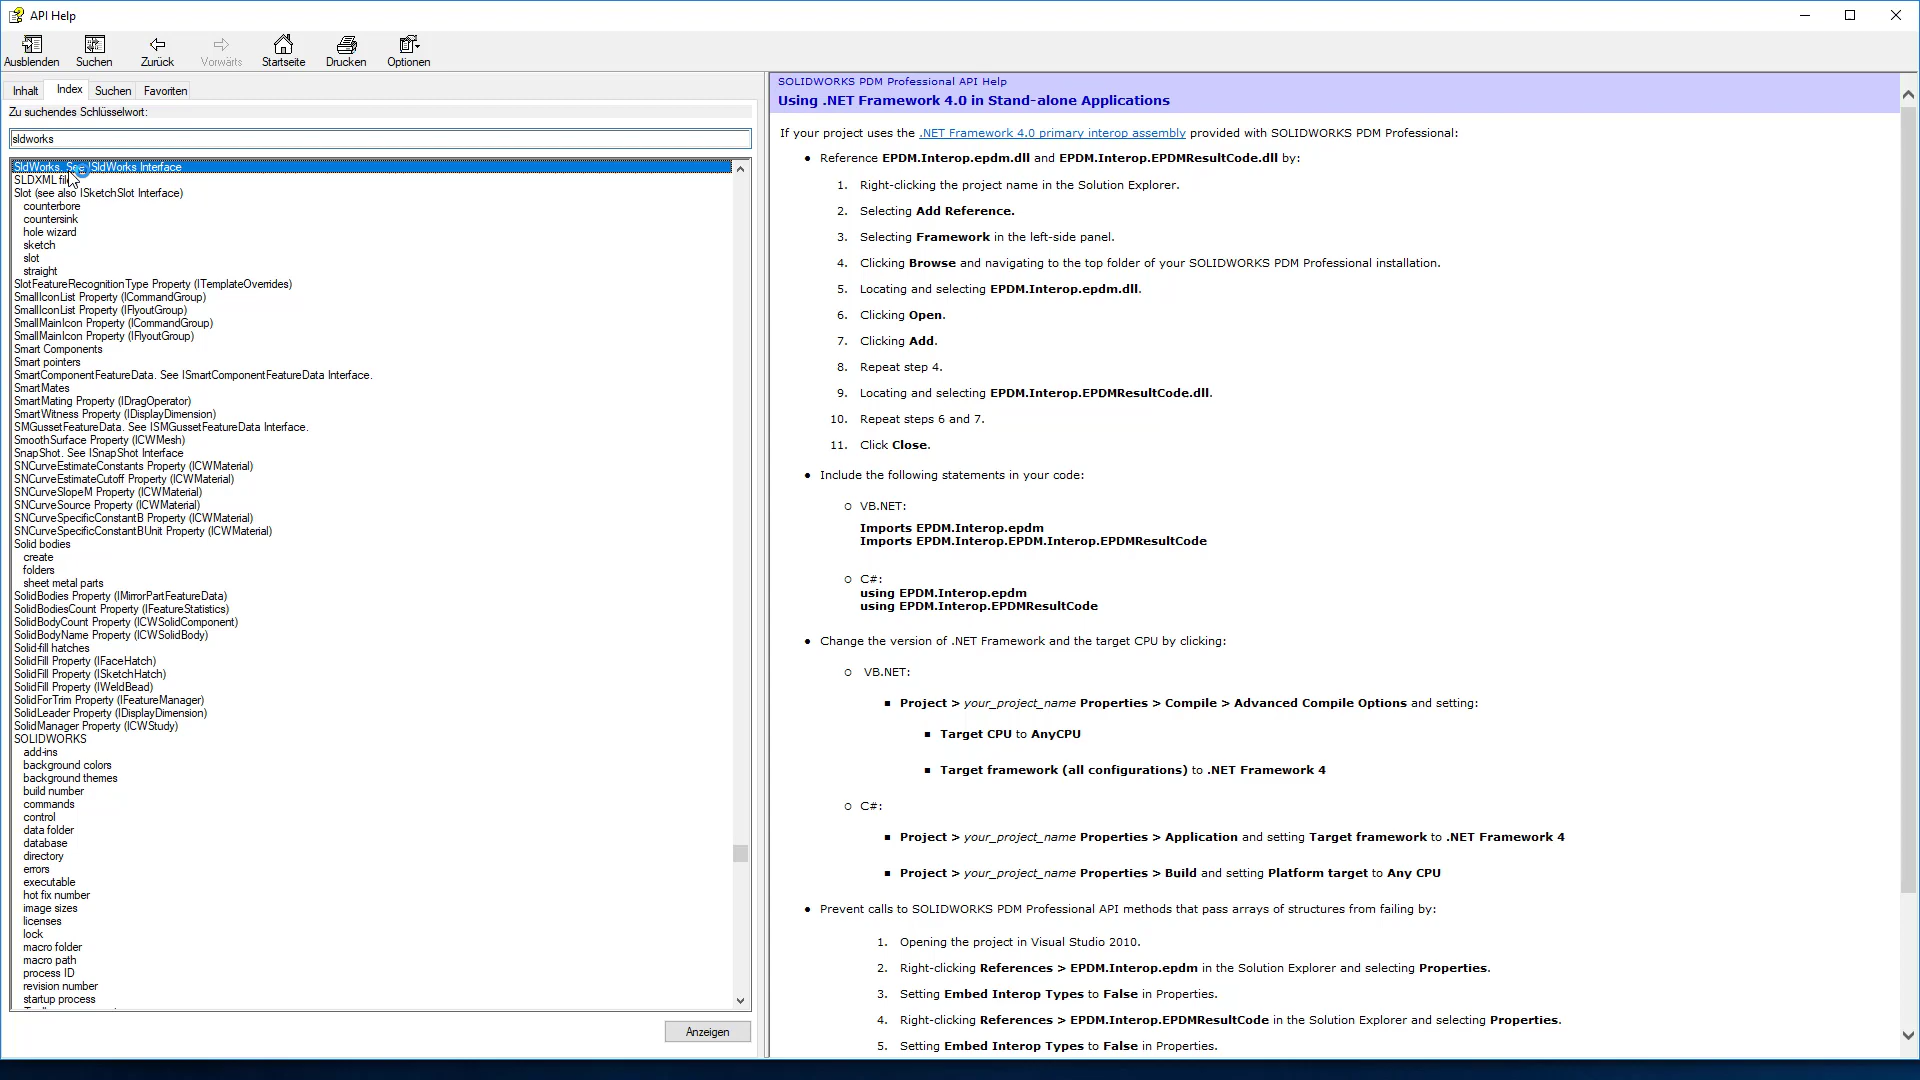 API Help
Ausblenden
Suchen
Zurück
Vorwärts
Startseite
Drucken
Optionen
Inhalt
Index
Suchen
Favoriten
Zu suchendes Schlüsselwort:
sldworks
SldWorks. See ISldWorks Interface
SLDXML
Slot (see also ISketchSlot Interface)
counterbore
countersink
hole wizard
sketch
slot
straight
SlotFeatureRecognitionType Property (ITemplateOverrides)
SmallIconList Property (ICommandGroup)
SmallIconList Property (IFlyoutGroup)
SmallMainIcon Property (ICommandGroup)
SmallMainIcon Property (IFlyoutGroup)
Smart Components
Smart pointers
SmartComponentFeatureData. See ISmartComponentFeatureData Interface.
SmartMates
SmartMating Property (IDragOperator)
SmartWitness Property (IDisplayDimension)
SMGussetFeatureData. See ISMGussetFeatureData Interface.
SmoothSurface Property (ICWMesh)
SnapShot. See ISnapShot Interface
SNCurveEstimateConstants Property (ICWMaterial)
SNCurveEstimateCutoff Property (ICWMaterial)
SNCurveSlopeM Property (ICWMaterial)
SNCurveSource Property (ICWMaterial)
SNCurveSpecificConstantB Property (ICWMaterial)
SNCurveSpecificConstantBUnit Property (ICWMaterial)
Solid bodies
create
folders
sheet metal parts
SolidBodies Property (IMirrorPartFeatureData)
SolidBodiesCount Property (IFeatureStatistics)
SolidBodyCount Property (ICWSolidComponent)
SolidBodyName Property (ICWSolidBody)
Solid-fill hatches
SolidFill Property (IFaceHatch)
SolidFill Property (ISketchHatch)
SolidFill Property (IWeldBead)
SolidForTrim Property (IFeatureManager)
SolidLeader Property (IDisplayDimension)
SolidManager Property (ICWStudy)
SOLIDWORKS
add-ins
background colors
background themes
build number
commands
control
data folder
database
directory
errors
executable
hot fix number
image sizes
licenses
lock
macro folder
macro path
process ID
revision number
startup process
Anzeigen
SOLIDWORKS PDM Professional API Help
Using .NET Framework 4.0 in Stand-alone Applications
If your project uses the .NET Framework 4.0 primary interop assembly provided with SOLIDWORKS PDM Professional:
• Reference EPDM.Interop.epdm.dll and EPDM.Interop.EPDMResultCode.dll by:
1. Right-clicking the project name in the Solution Explorer.
2. Selecting Add Reference.
3. Selecting Framework in the left-side panel.
4. Clicking Browse and navigating to the top folder of your SOLIDWORKS PDM Professional installation.
5. Locating and selecting EPDM.Interop.epdm.dll.
6. Clicking Open.
7. Clicking Add.
8. Repeat step 4.
9. Locating and selecting EPDM.Interop.EPDMResultCode.dll.
10. Repeat steps 6 and 7.
11. Click Close.
• Include the following statements in your code:
○ VB.NET:
Imports EPDM.Interop.epdm
Imports EPDM.Interop.EPDM.Interop.EPDMResultCode
○ C#:
using EPDM.Interop.epdm
using EPDM.Interop.EPDMResultCode
• Change the version of .NET Framework and the target CPU by clicking:
○ VB.NET:
▪ Project > your_project_name Properties > Compile > Advanced Compile Options and setting:
▪ Target CPU to AnyCPU
▪ Target framework (all configurations) to .NET Framework 4
○ C#:
▪ Project > your_project_name Properties > Application and setting Target framework to .NET Framework 4
▪ Project > your_project_name Properties > Build and setting Platform target to Any CPU
• Prevent calls to SOLIDWORKS PDM Professional API methods that pass arrays of structures from failing by:
1. Opening the project in Visual Studio 2010.
2. Right-clicking References > EPDM.Interop.epdm in the Solution Explorer and selecting Properties.
3. Setting Embed Interop Types to False in Properties.
4. Right-clicking References > EPDM.Interop.EPDMResultCode in the Solution Explorer and selecting Properties.
5. Setting Embed Interop Types to False in Properties.